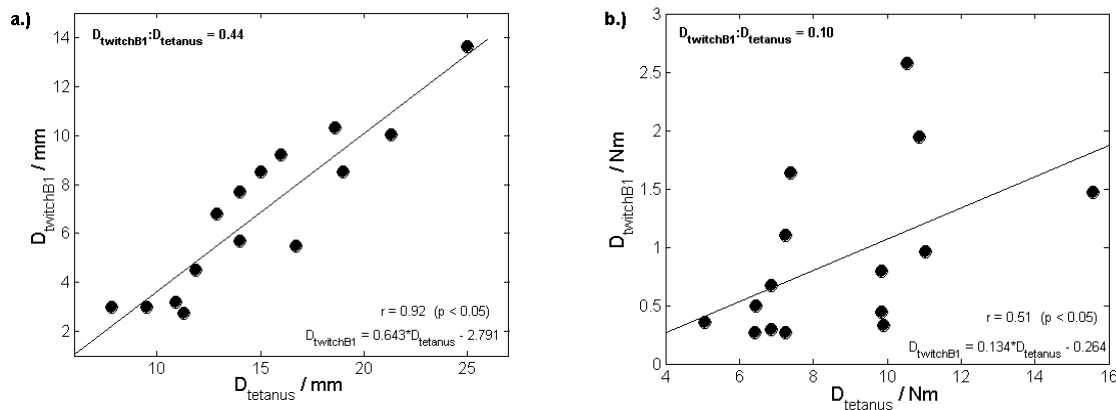 a.)
D_twitchB1:D_tetanus = 0.44
14
12
10
8
6
4
2
D_twitchB1 / mm
r = 0.92 (p < 0.05)
D_twitchB1 = 0.643*D_tetanus - 2.791
10 15 20 25
D_tetanus / mm
b.)
D_twitchB1:D_tetanus = 0.10
3
2.5
2
1.5
1
0.5
0
D_twitchB1 / Nm
r = 0.51 (p < 0.05)
D_twitchB1 = 0.134*D_tetanus - 0.264
4 6 8 10 12 14 16
D_tetanus / Nm